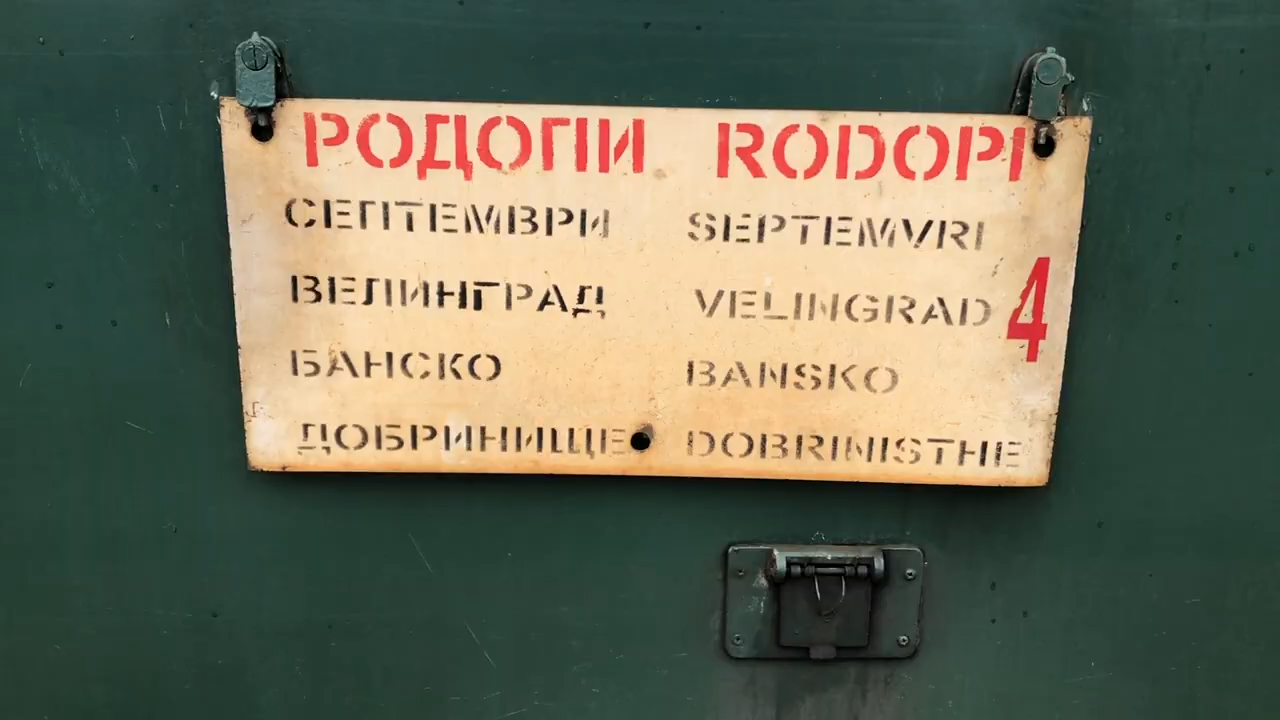 РОДОПИ RODOPI
СЕПТЕМВРИ SEPTEMVRI
ВЕЛИНГРАД VELINGRAD
4
БАНСКО BANSKO
ДОБРИНИЩЕ DOBRINISTHE